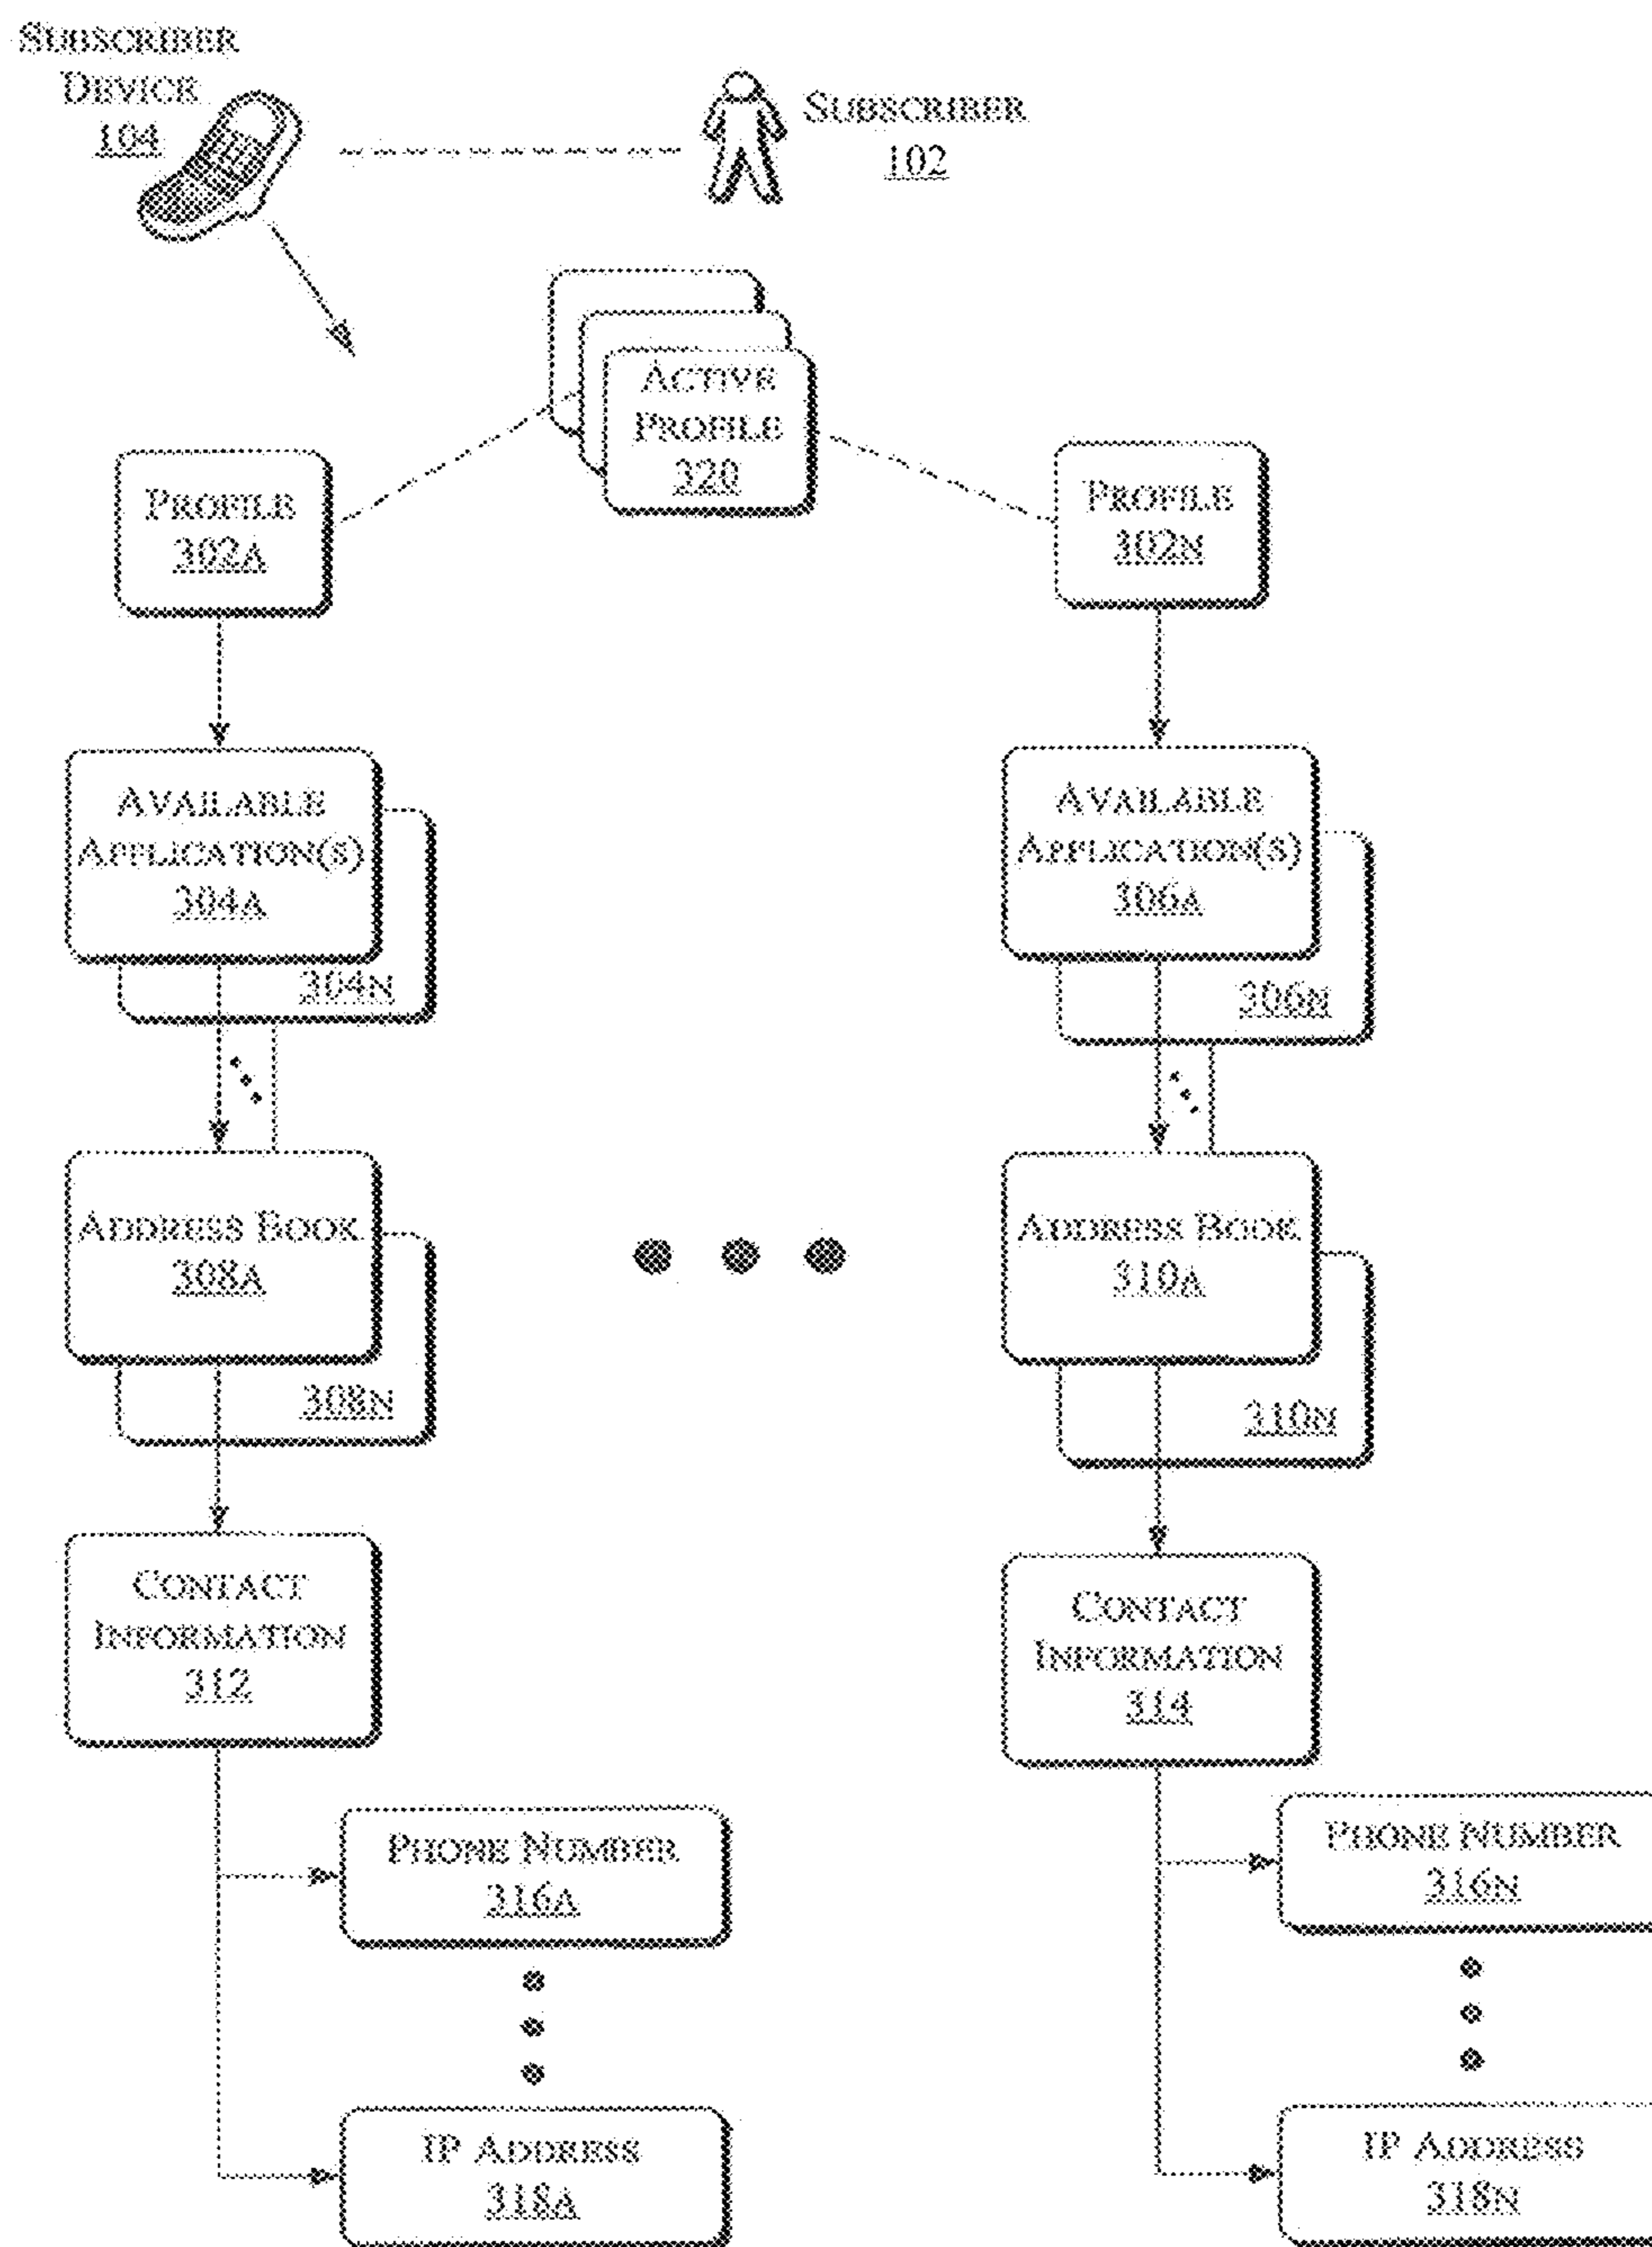 SUBSCRIBER
DEVICE
104
SUBSCRIBER
102
ACTIVE
PROFILE
320
PROFILE
302A
PROFILE
302N
AVAILABLE
APPLICATION(S)
304A
304N
AVAILABLE
APPLICATION(S)
306A
306N
ADDRESS BOOK
308A
308N
ADDRESS BOOK
310A
310N
CONTACT
INFORMATION
312
CONTACT
INFORMATION
314
PHONE NUMBER
316A
PHONE NUMBER
316N
IP ADDRESS
318A
IP ADDRESS
318N